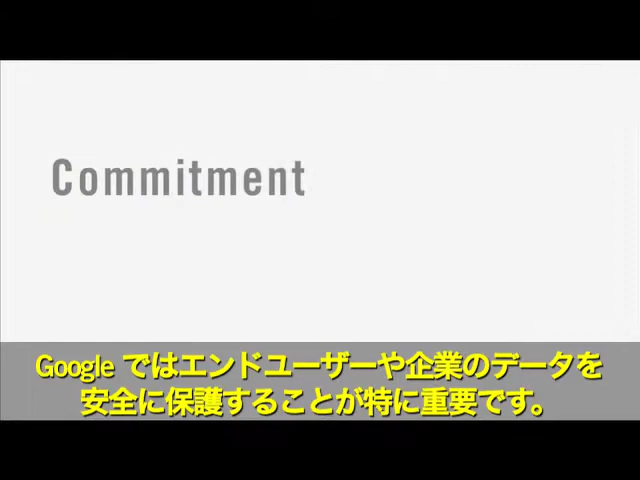 Commitment
Google ではエンドユーザーや企業のデータを
安全に保護することが特に重要です。